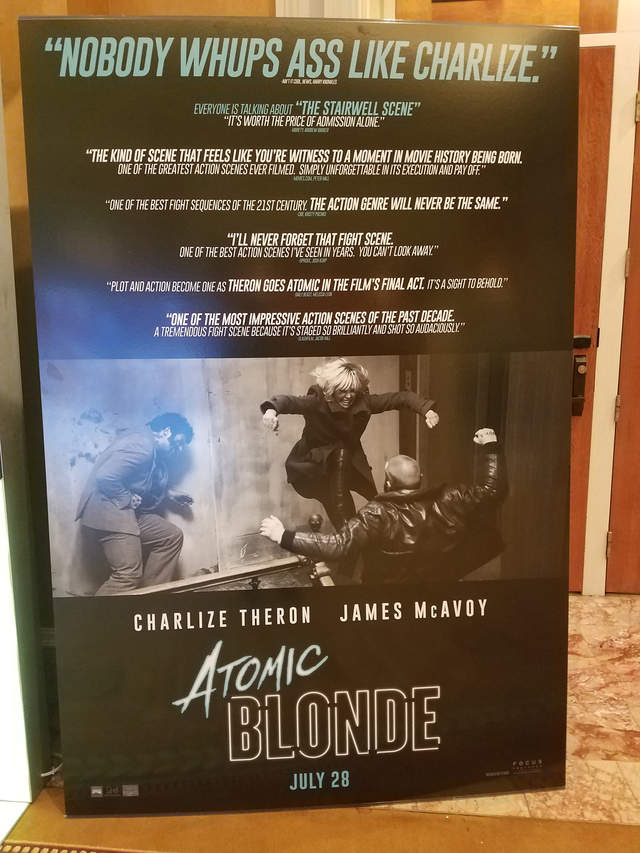 “NOBODY WHUPS ASS LIKE CHARLIZE.”
AIN'T IT COOL NEWS, HARRY KNOWLES
EVERYONE IS TALKING ABOUT “THE STAIRWELL SCENE”
“IT'S WORTH THE PRICE OF ADMISSION ALONE.”
“THE KIND OF SCENE THAT FEELS LIKE YOU'RE WITNESS TO A MOMENT IN MOVIE HISTORY BEING BORN.
ONE OF THE GREATEST ACTION SCENES EVER FILMED. SIMPLY UNFORGETTABLE IN ITS EXECUTION AND PAY OFF.”
“ONE OF THE BEST FIGHT SEQUENCES OF THE 21ST CENTURY. THE ACTION GENRE WILL NEVER BE THE SAME.”
“I'LL NEVER FORGET THAT FIGHT SCENE.
ONE OF THE BEST ACTION SCENES I'VE SEEN IN YEARS. YOU CAN'T LOOK AWAY.”
“PLOT AND ACTION BECOME ONE AS THERON GOES ATOMIC IN THE FILM'S FINAL ACT. IT'S A SIGHT TO BEHOLD.”
“ONE OF THE MOST IMPRESSIVE ACTION SCENES OF THE PAST DECADE.
A TREMENDOUS FIGHT SCENE BECAUSE IT'S STAGED SO BRILLIANTLY AND SHOT SO AUDACIOUSLY.”
CHARLIZE THERON JAMES McAVOY
ATOMIC
BLONDE
JULY 28
FOCUS